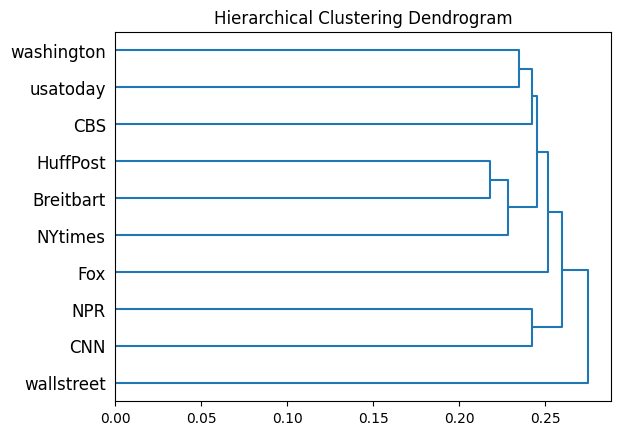 Hierarchical Clustering Dendrogram
washington
usatoday
CBS
HuffPost
Breitbart
NYtimes
Fox
NPR
CNN
wallstreet
0.00 0.05 0.10 0.15 0.20 0.25